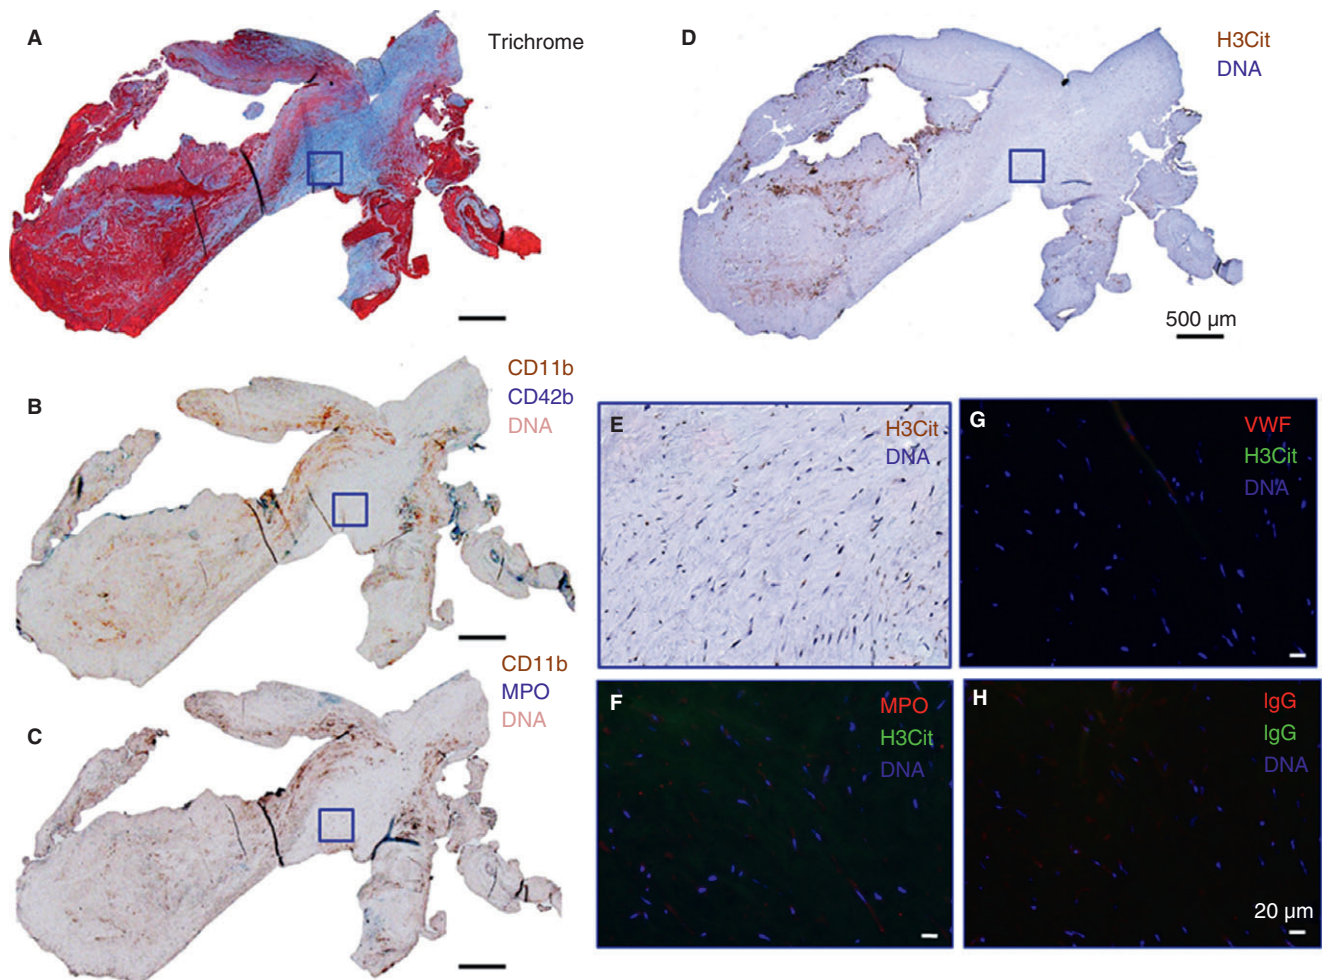 A
Trichrome
D
H3Cit
DNA
500 µm
B
CD11b
CD42b
DNA
C
CD11b
MPO
DNA
E
H3Cit
DNA
G
VWF
H3Cit
DNA
F
MPO
H3Cit
DNA
H
IgG
IgG
DNA
20 µm